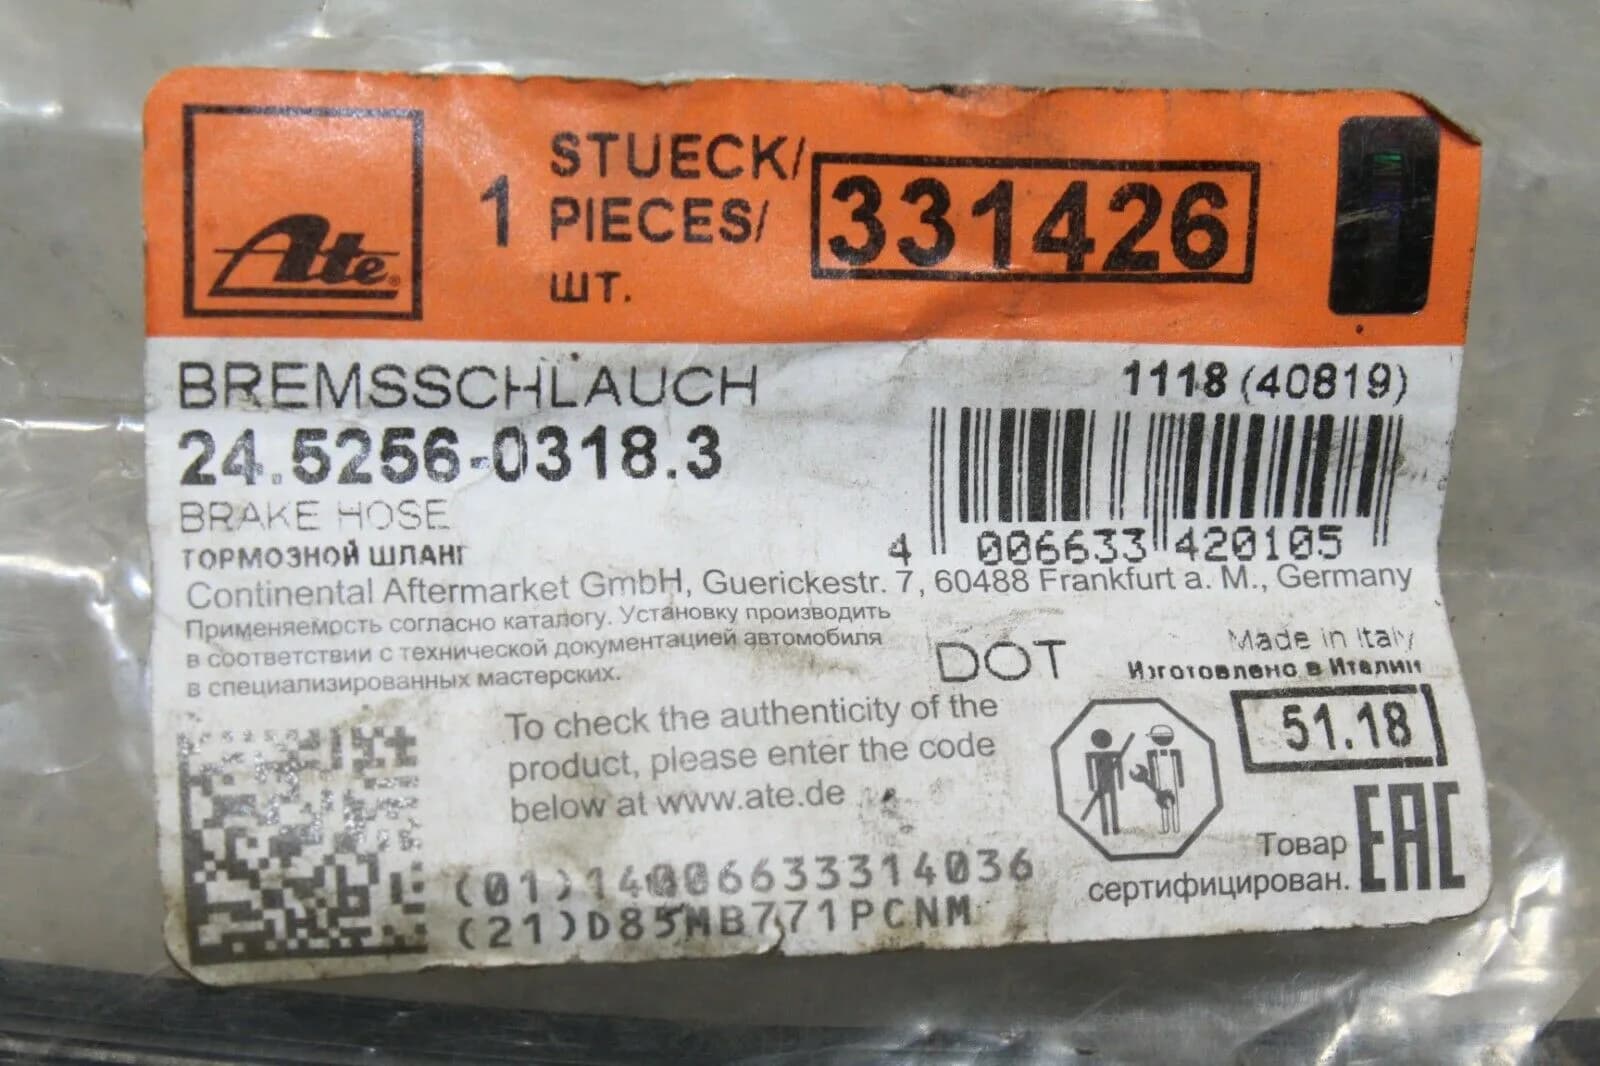 Ate
1
STUECK/
PIECES/
шт.
331426
BREMSSCHLAUCH
1118 (40819)
24.5256-0318.3
BRAKE HOSE
ТОРМОЗНОЙ ШЛАНГ
4 006633 420105
Continental Aftermarket GmbH, Guerickestr. 7, 60488 Frankfurt a. M., Germany
Применяемость согласно каталогу. Установку производить
в соответствии с технической документацией автомобиля
в специализированных мастерских.
DOT
Made in Italy
Изготовлено в Италии
51.18
To check the authenticity of the
product, please enter the code
below at www.ate.de
Товар
сертифицирован.
EAC
(01)14006633314036
(21)D85MB771PCNM